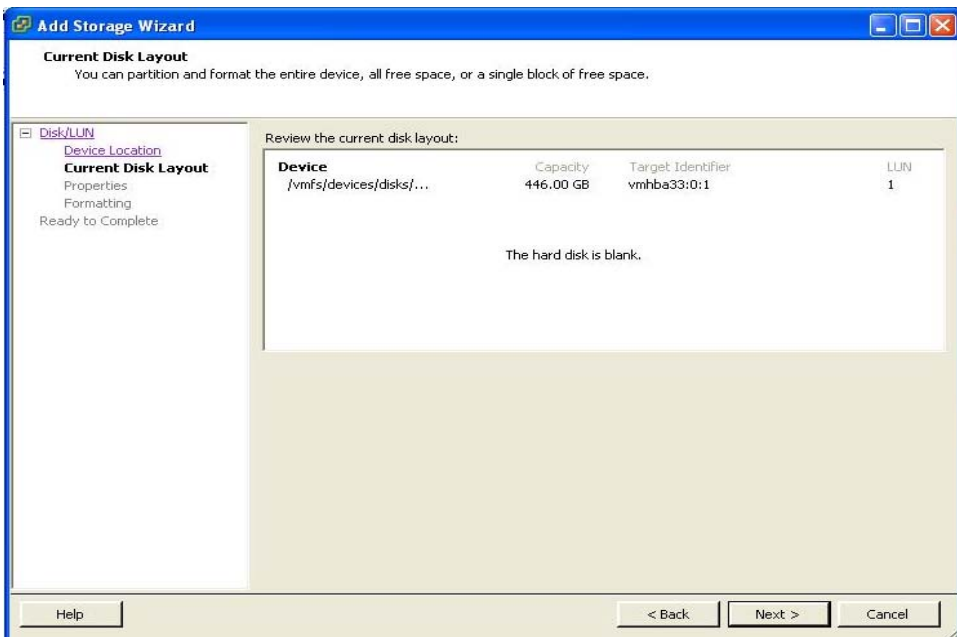 Add Storage Wizard
Current Disk Layout
You can partition and format the entire device, all free space, or a single block of free space.
Disk/LUN
Device Location
Current Disk Layout
Properties
Formatting
Ready to Complete
Review the current disk layout:
Device Capacity Target Identifier LUN
/vmfs/devices/disks/... 446.00 GB vmhba33:0:1 1
The hard disk is blank.
Help < Back Next > Cancel